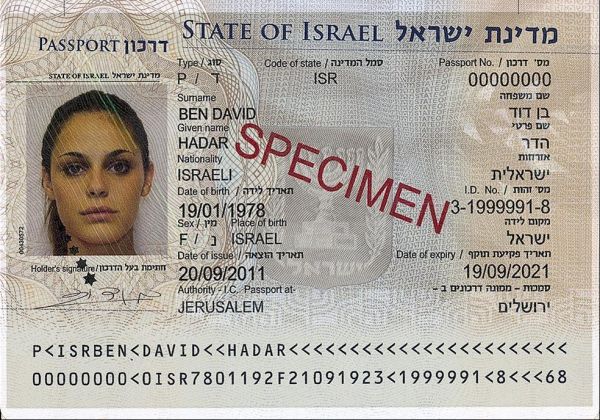 PASSPORT דרכון STATE OF ISRAEL מדינת ישראל
STATE OF ISRAEL מדינת ישראל
Type / סוג Code of state / סמל המדינה Passport No. / מס' דרכון
P / ד ISR 00000000
Surname שם משפחה
BEN DAVID בן דוד
Given name שם פרטי
HADAR הדר
Nationality אזרחות
ISRAELI ישראלית
Date of birth / תאריך לידה I.D. No. / מס' זהות
19/01/1978 3-1999991-8
Sex / מין Place of birth מקום לידה
F / נ ISRAEL ישראל
Date of issue / תאריך הוצאה Date of expiry / תאריך פקיעת תוקף
20/09/2011 19/09/2021
Authority - I.C. Passport at- סמכות - ממונה דרכונים ב -
JERUSALEM ירושלים
SPECIMEN
ישראל
00430572
Holder's signature / חתימת בעל הדרכון
P<ISRBEN<DAVID<<HADAR<<<<<<<<<<<<<<<<<<<<<<<
00000000<0ISR7801192F21091923<1999991<8<<<68